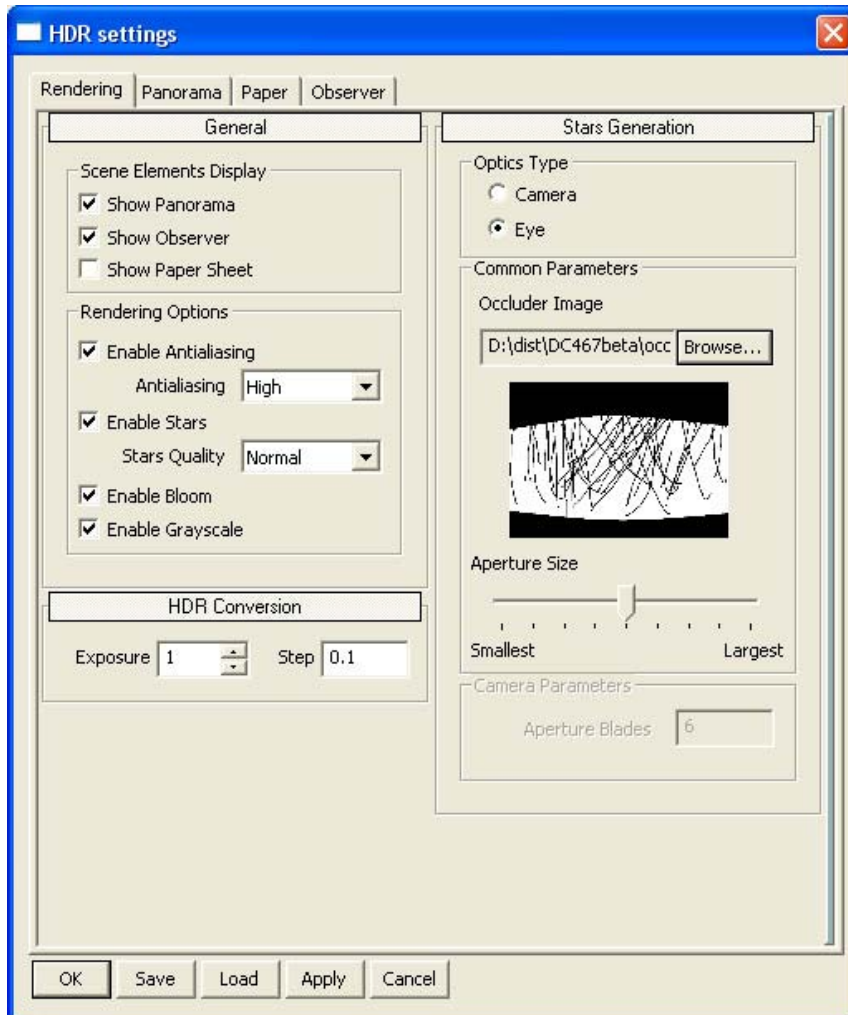 HDR settings
Rendering
Panorama
Paper
Observer
General
Scene Elements Display
Show Panorama
Show Observer
Show Paper Sheet
Rendering Options
Enable Antialiasing
Antialiasing High
Enable Stars
Stars Quality Normal
Enable Bloom
Enable Grayscale
HDR Conversion
Exposure 1 Step 0.1
Stars Generation
Optics Type
Camera
Eye
Common Parameters
Occluder Image
D:\dist\DC467beta\occ Browse...
Aperture Size
Smallest Largest
Camera Parameters
Aperture Blades 6
OK Save Load Apply Cancel